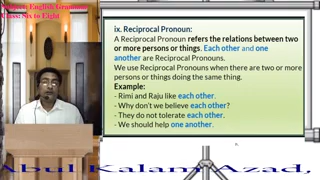 Subject: English Grammar
Class: Six to Eight
ix. Reciprocal Pronoun:
A Reciprocal Pronoun refers the relations between two
or more persons or things. Each other and one
another are Reciprocal Pronouns.
We use Reciprocal Pronouns when there are two or more
persons or things doing the same thing.
Example:
- Rimi and Raju like each other.
- Why don't we believe each other?
- They do not tolerate each other.
- We should help one another.
Abul Kalam Azad,